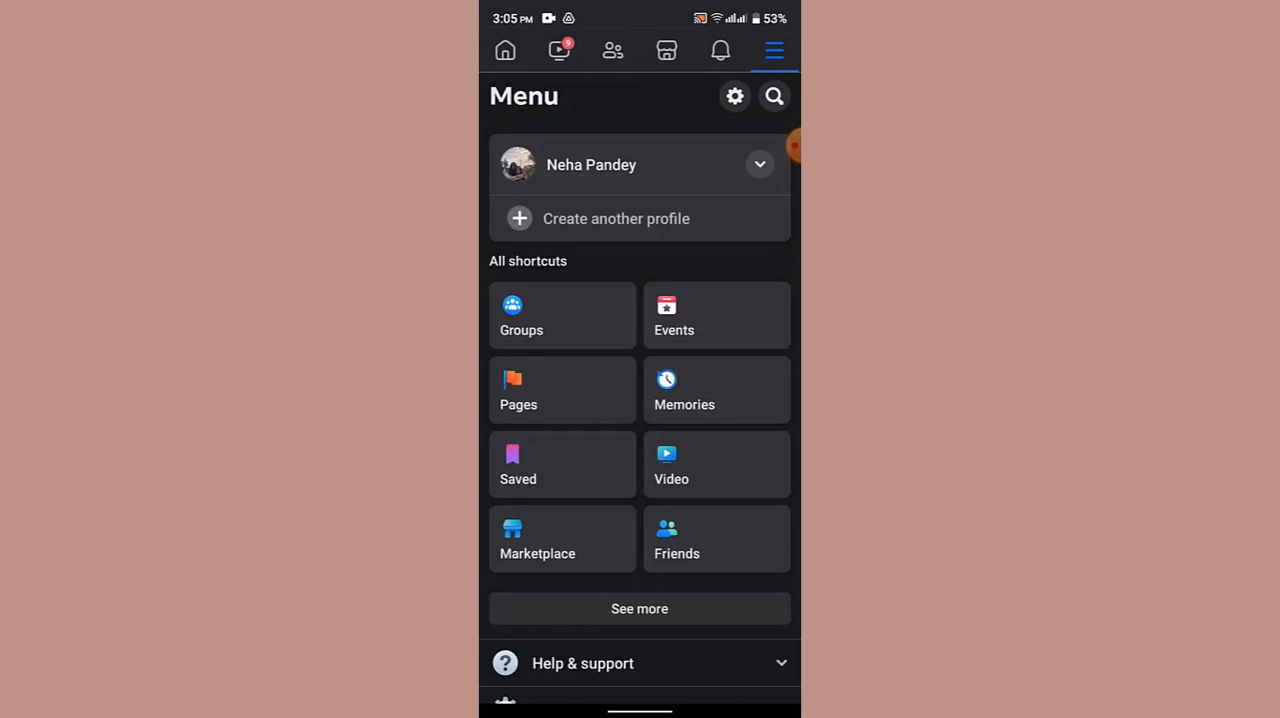 3:05 PM 53%
9
Menu
Neha Pandey
Create another profile
All shortcuts
Groups
Events
Pages
Memories
Saved
Video
Marketplace
Friends
See more
? Help & support